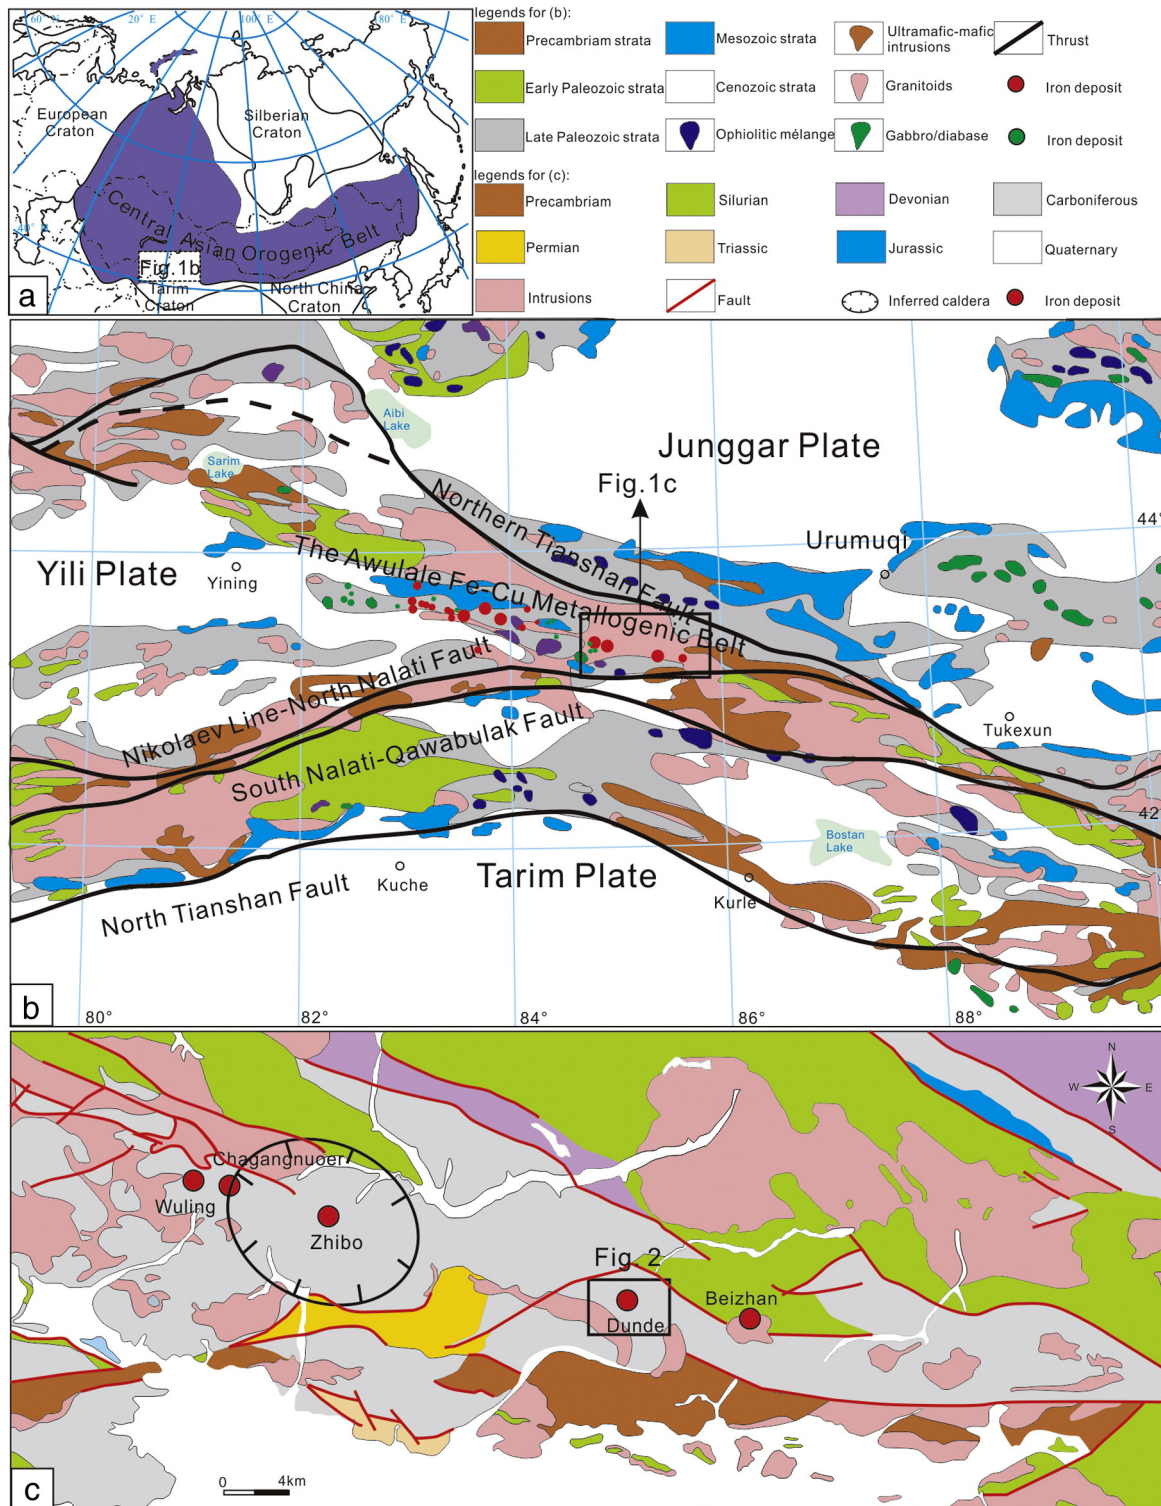 60° N
20° E
100° E
80° E
European
Craton
Silberian
Craton
40° N
Central Asian Orogenic Belt
Fig.1b
Tarim
Craton
North China
Craton
a
legends for (b):
Precambriam strata
Mesozoic strata
Ultramafic-mafic
intrusions
Thrust
Early Paleozoic strata
Cenozoic strata
Granitoids
Iron deposit
Late Paleozoic strata
Ophiolitic mélange
Gabbro/diabase
Iron deposit
legends for (c):
Precambriam
Silurian
Devonian
Carboniferous
Permian
Triassic
Jurassic
Quaternary
Intrusions
Fault
Inferred caldera
Iron deposit
Aibi
Lake
Junggar Plate
Sarim
Lake
Fig.1c
Northern Tianshan Fault
44°
Urumuqi
The Awulale Fe-Cu Metallogenic Belt
Yili Plate
Yining
Nikolaev Line-North Nalati Fault
Tukexun
South Nalati-Qawabulak Fault
42°
Bostan
Lake
Tarim Plate
Kuche
Kurle
North Tianshan Fault
b
80°
82°
84°
86°
88°
N
W
E
S
Chagangnuoer
Wuling
Zhibo
Fig. 2
Beizhan
Dunde
0
4km
c